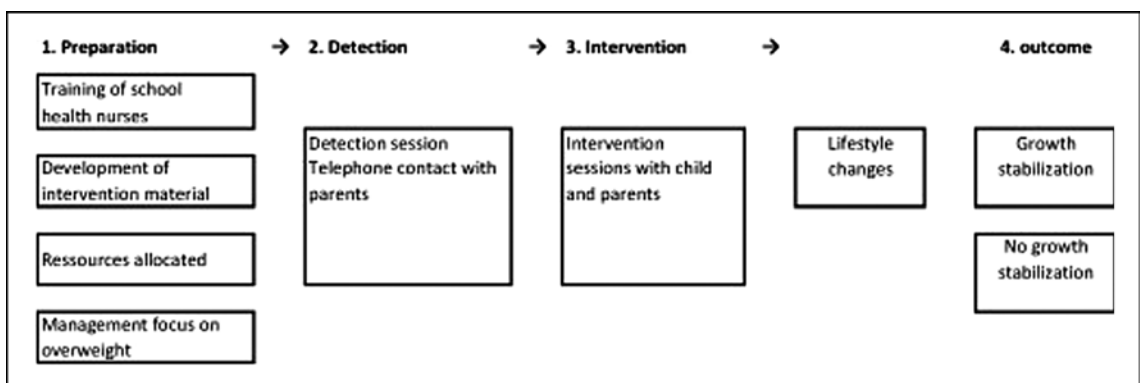 1. Preparation → 2. Detection → 3. Intervention → 4. outcome
Training of school
health nurses
Development of
intervention material
Ressources allocated
Management focus on
overweight
Detection session
Telephone contact with
parents
Intervention
sessions with child
and parents
Lifestyle
changes
Growth
stabilization
No growth
stabilization